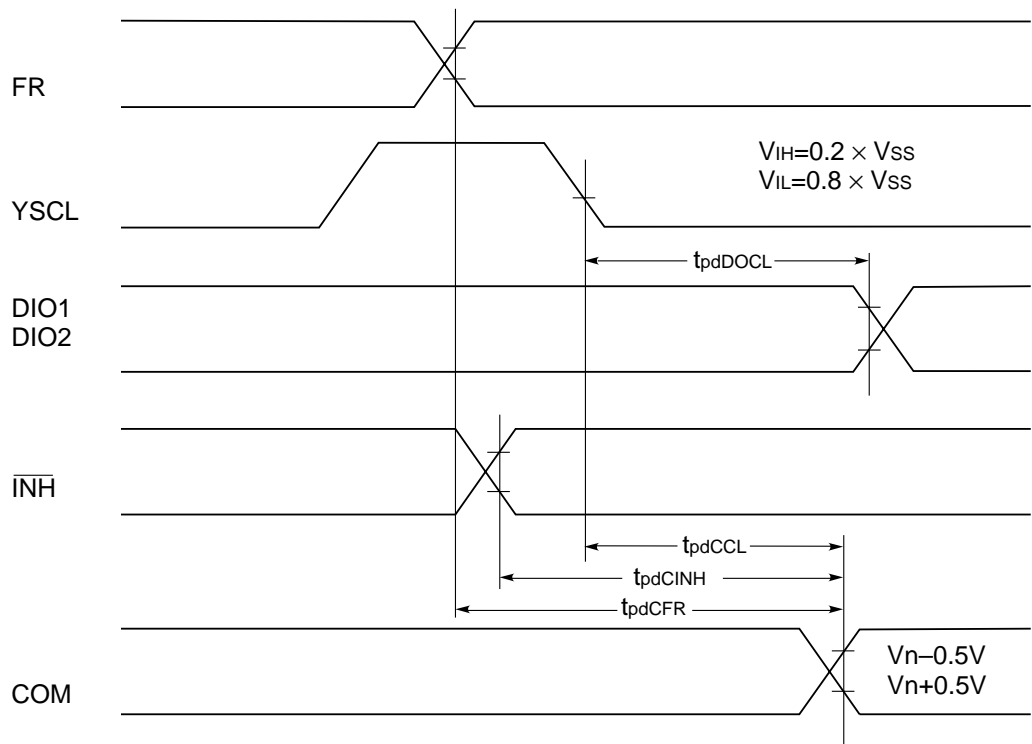 FR
VIH=0.2 × VSS
VIL=0.8 × VSS
YSCL
tpdDOCL
DIO1
DIO2
INH
tpdCCL
tpdCINH
tpdCFR
Vn–0.5V
Vn+0.5V
COM